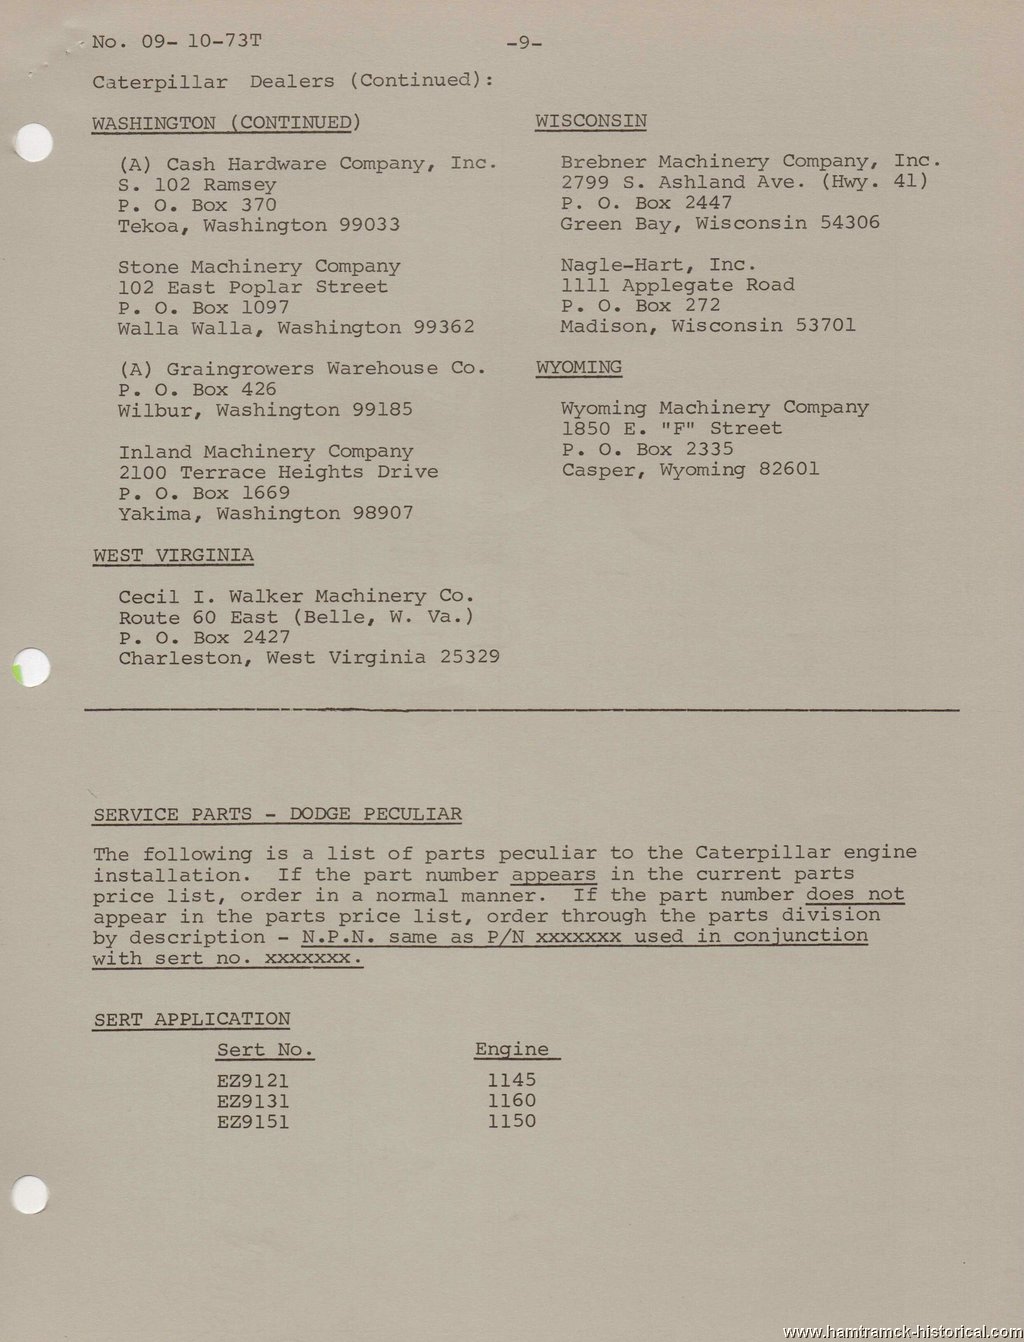 No. 09- 10-73T
-9-
Caterpillar Dealers (Continued):
WASHINGTON (CONTINUED)
(A) Cash Hardware Company, Inc.
S. 102 Ramsey
P. O. Box 370
Tekoa, Washington 99033
Stone Machinery Company
102 East Poplar Street
P. O. Box 1097
Walla Walla, Washington 99362
(A) Graingrowers Warehouse Co.
P. O. Box 426
Wilbur, Washington 99185
Inland Machinery Company
2100 Terrace Heights Drive
P. O. Box 1669
Yakima, Washington 98907
WEST VIRGINIA
Cecil I. Walker Machinery Co.
Route 60 East (Belle, W. Va.)
P. O. Box 2427
Charleston, West Virginia 25329
WISCONSIN
Brebner Machinery Company, Inc.
2799 S. Ashland Ave. (Hwy. 41)
P. O. Box 2447
Green Bay, Wisconsin 54306
Nagle-Hart, Inc.
1111 Applegate Road
P. O. Box 272
Madison, Wisconsin 53701
WYOMING
Wyoming Machinery Company
1850 E. "F" Street
P. O. Box 2335
Casper, Wyoming 82601
SERVICE PARTS - DODGE PECULIAR
The following is a list of parts peculiar to the Caterpillar engine
installation. If the part number appears in the current parts
price list, order in a normal manner. If the part number does not
appear in the parts price list, order through the parts division
by description - N.P.N. same as P/N xxxxxxx used in conjunction
with sert no. xxxxxxx.
SERT APPLICATION
Sert No. Engine
EZ9121 1145
EZ9131 1160
EZ9151 1150
www.hamtramck-historical.com